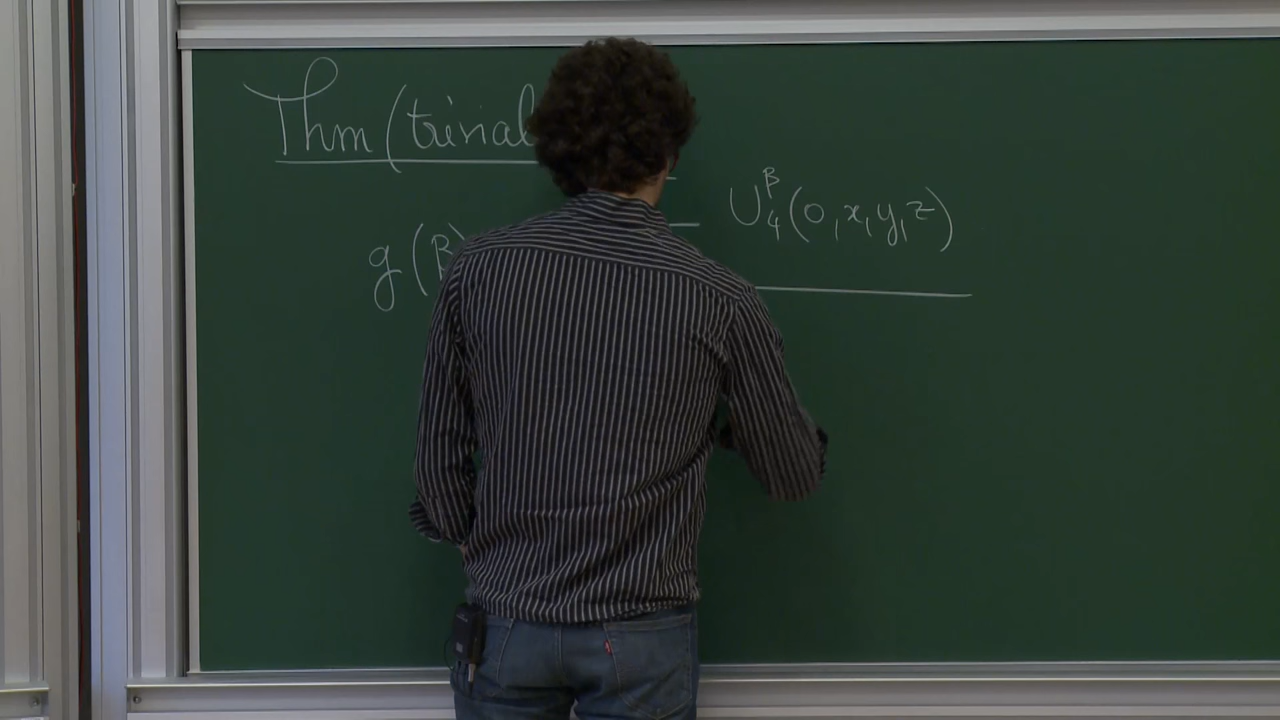 Thm (trivial
g(β = U₄^β(0, x, y, z)